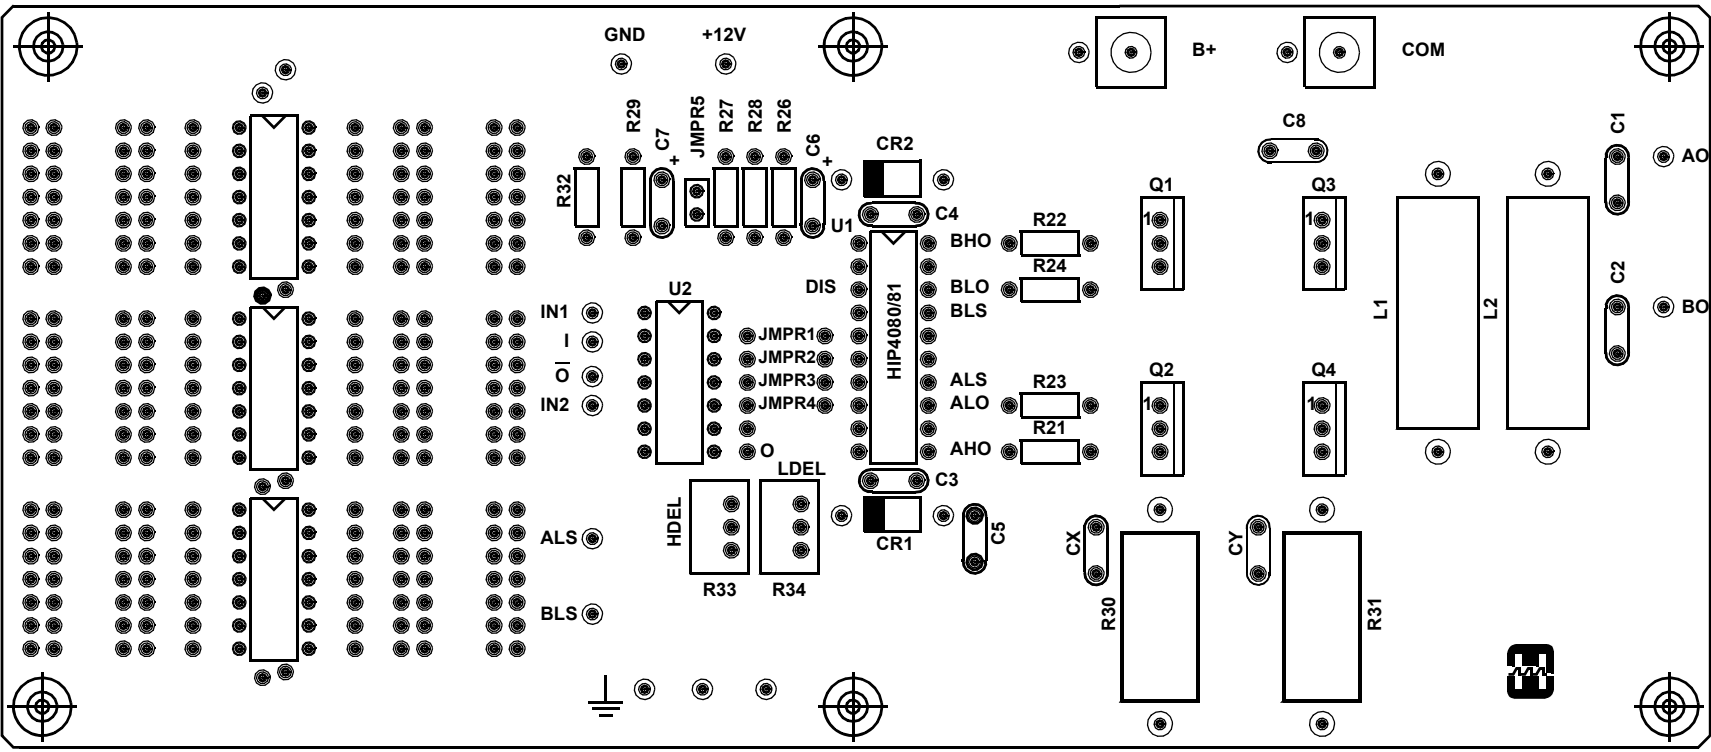 GND
+12V
B+
COM
R29
C7
+
JMPR5
R27
R28
R26
C6
+
CR2
C8
C1
AO
R32
U1
C4
Q1
1
Q3
1
BHO
R22
R24
DIS
BLO
BLS
U2
HIP4080/81
L1
L2
C2
BO
IN1
I
O
IN2
JMPR1
JMPR2
JMPR3
JMPR4
O
ALS
ALO
AHO
R23
R21
Q2
1
Q4
1
LDEL
HDEL
C3
CR1
C5
R33
R34
ALS
BLS
CX
CY
R30
R31